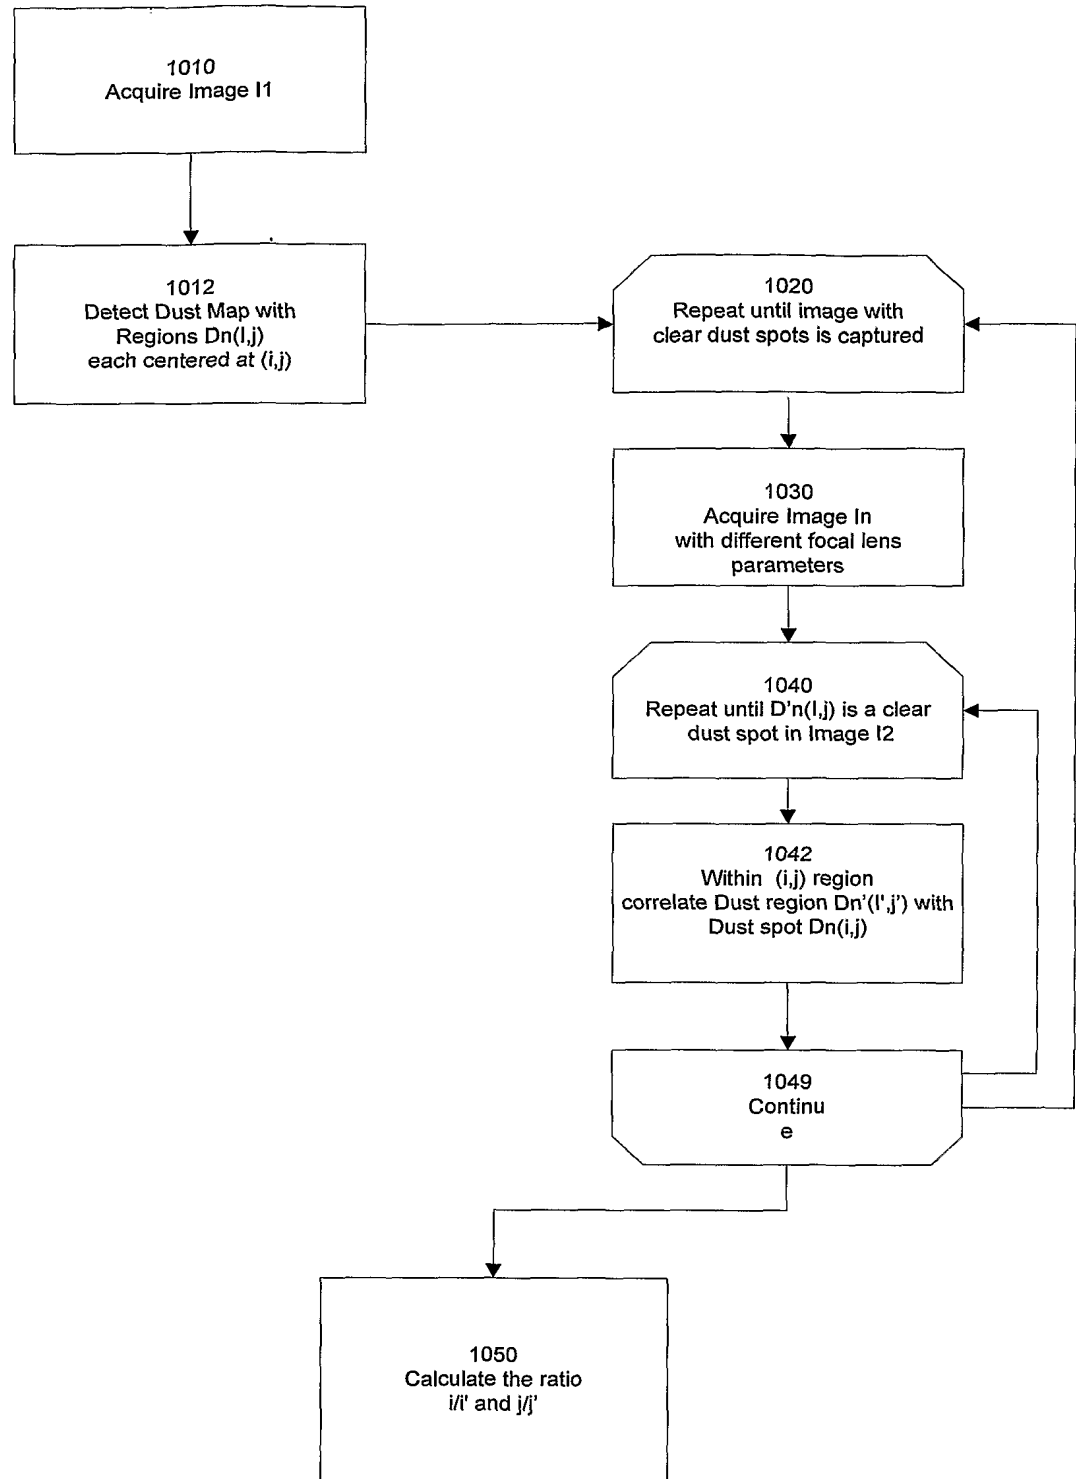 1010
Acquire Image I1
1012
Detect Dust Map with
Regions Dn(I,j)
each centered at (i,j)
1020
Repeat until image with
clear dust spots is captured
1030
Acquire Image In
with different focal lens
parameters
1040
Repeat until D'n(I,j) is a clear
dust spot in Image I2
1042
Within (i,j) region
correlate Dust region Dn'(I',j') with
Dust spot Dn(i,j)
1049
Continu
e
1050
Calculate the ratio
i/i' and j/j'